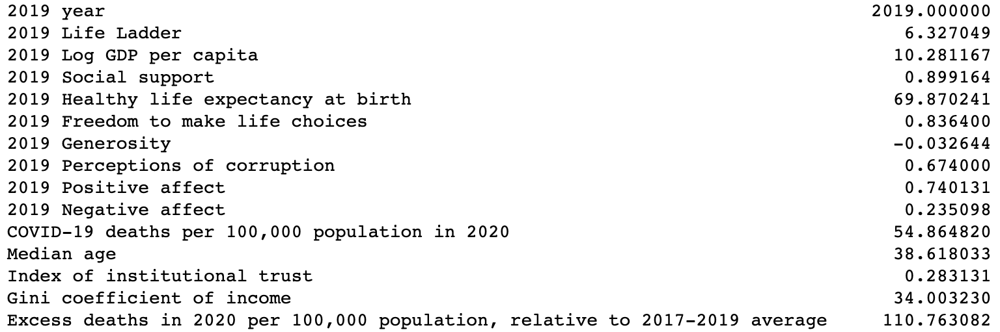 2019 year 2019.000000
2019 Life Ladder 6.327049
2019 Log GDP per capita 10.281167
2019 Social support 0.899164
2019 Healthy life expectancy at birth 69.870241
2019 Freedom to make life choices 0.836400
2019 Generosity -0.032644
2019 Perceptions of corruption 0.674000
2019 Positive affect 0.740131
2019 Negative affect 0.235098
COVID-19 deaths per 100,000 population in 2020 54.864820
Median age 38.618033
Index of institutional trust 0.283131
Gini coefficient of income 34.003230
Excess deaths in 2020 per 100,000 population, relative to 2017-2019 average 110.763082